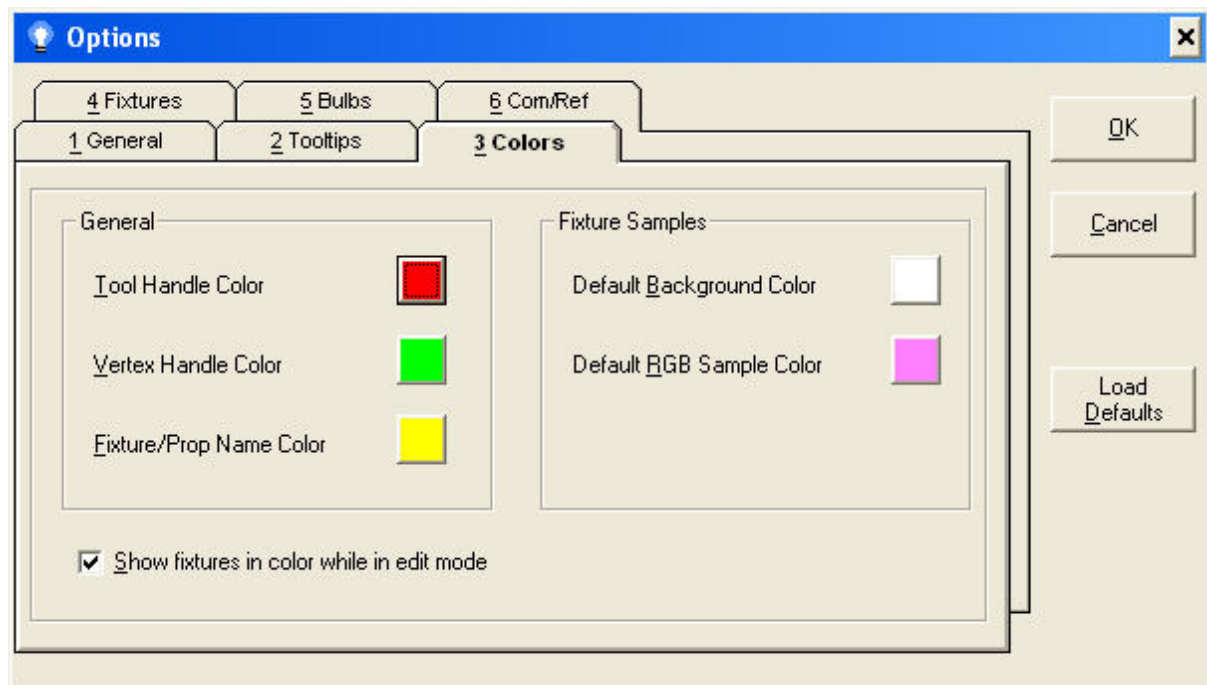 Options
4 Fixtures
5 Bulbs
6 Com/Ref
1 General
2 Tooltips
3 Colors
General
Tool Handle Color
Vertex Handle Color
Fixture/Prop Name Color
Fixture Samples
Default Background Color
Default RGB Sample Color
Show fixtures in color while in edit mode
OK
Cancel
Load
Defaults